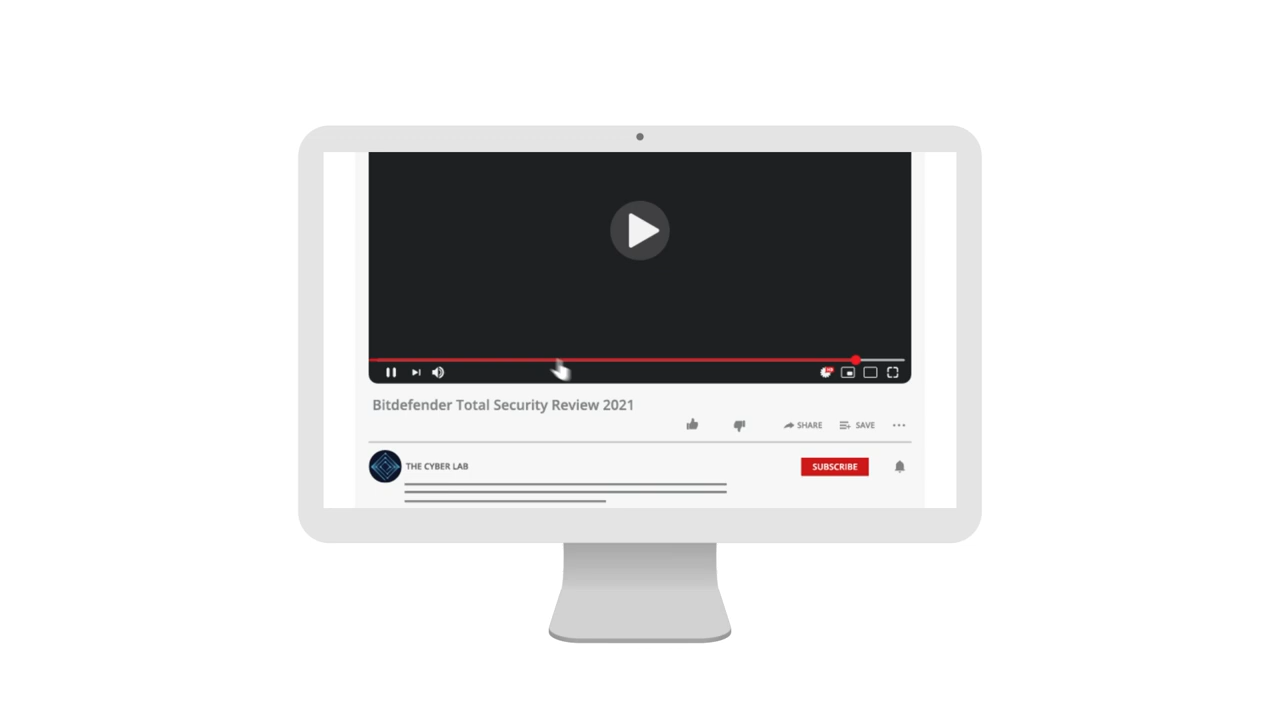 Bitdefender Total Security Review 2021
SHARE
SAVE
THE CYBER LAB
SUBSCRIBE